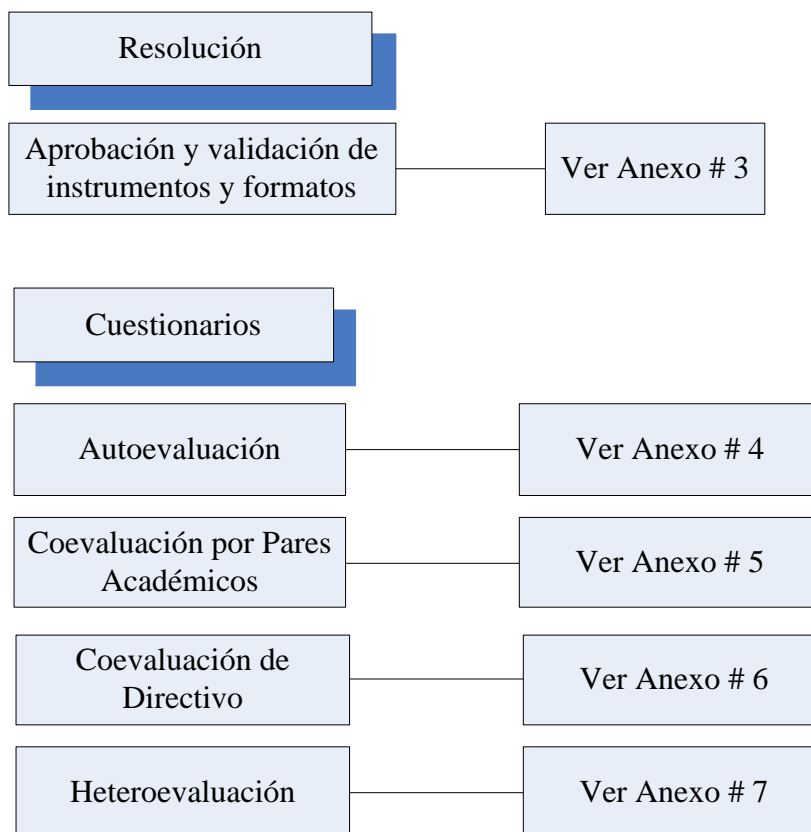 Resolución
Aprobación y validación de
instrumentos y formatos
Ver Anexo # 3
Cuestionarios
Autoevaluación
Ver Anexo # 4
Coevaluación por Pares
Académicos
Ver Anexo # 5
Coevaluación de
Directivo
Ver Anexo # 6
Heteroevaluación
Ver Anexo # 7